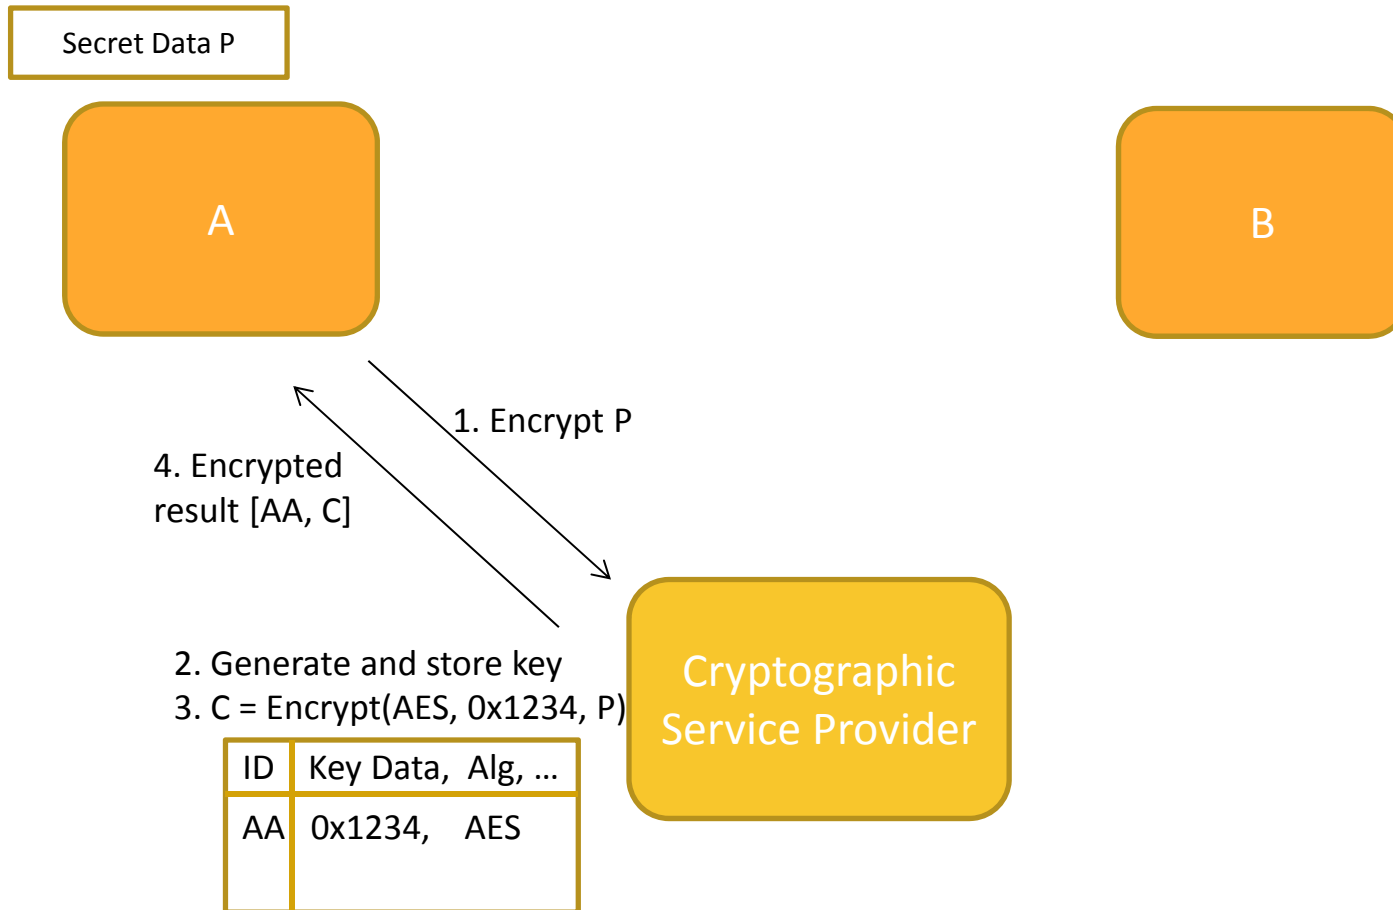 Secret Data P
A
B
1. Encrypt P
4. Encrypted
result [AA, C]
2. Generate and store key
3. C = Encrypt(AES, 0x1234, P)
Cryptographic
Service Provider
ID Key Data, Alg, ...
AA 0x1234, AES